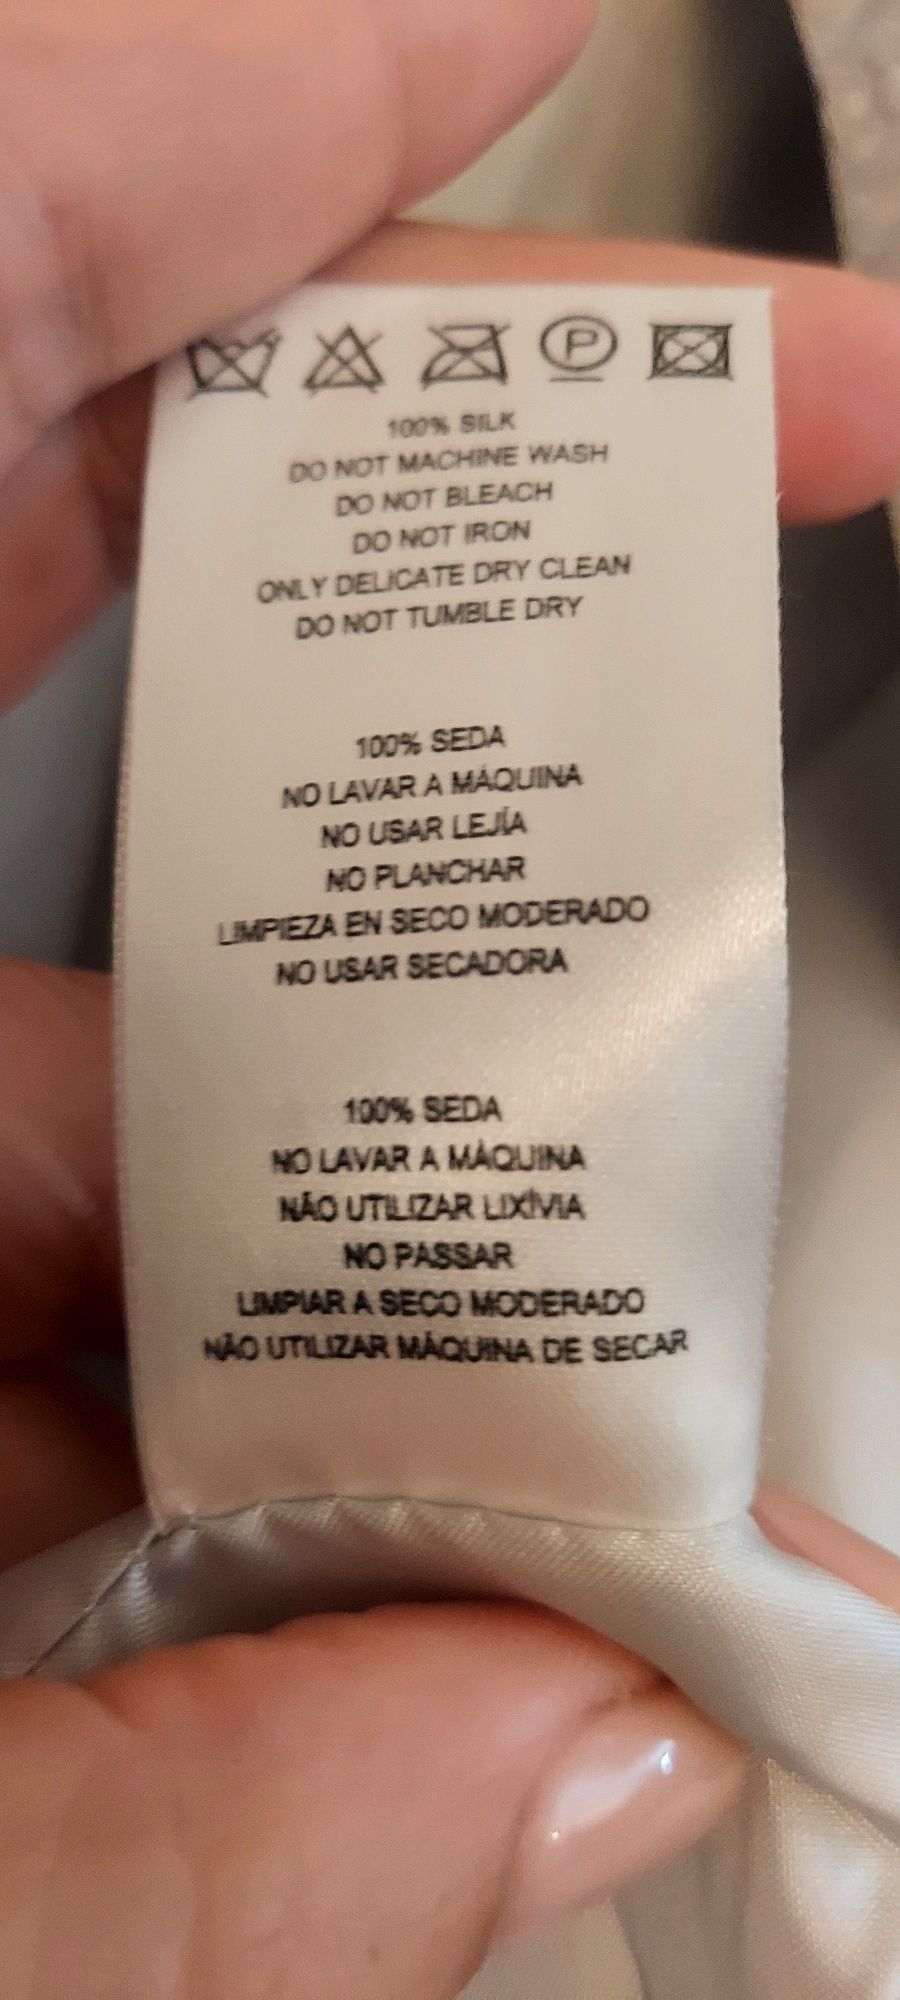 P
100% SILK
DO NOT MACHINE WASH
DO NOT BLEACH
DO NOT IRON
ONLY DELICATE DRY CLEAN
DO NOT TUMBLE DRY
100% SEDA
NO LAVAR A MÁQUINA
NO USAR LEJÍA
NO PLANCHAR
LIMPIEZA EN SECO MODERADO
NO USAR SECADORA
100% SEDA
NO LAVAR A MÁQUINA
NÃO UTILIZAR LIXÍVIA
NO PASSAR
LIMPIAR A SECO MODERADO
NÃO UTILIZAR MÁQUINA DE SECAR